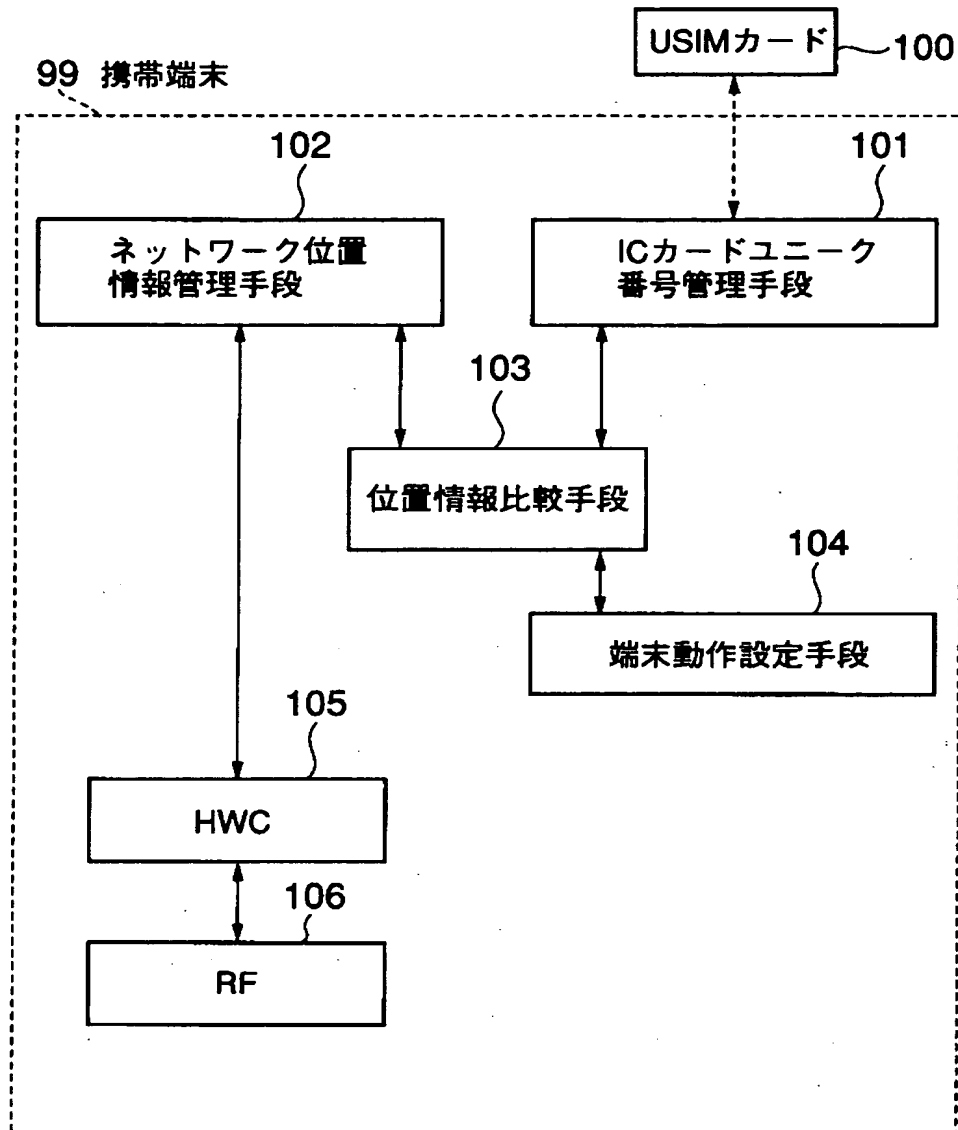 USIMカード
100
99 携帯端末
102
101
ネットワーク位置
情報管理手段
ICカードユニーク
番号管理手段
103
位置情報比較手段
104
端末動作設定手段
105
HWC
106
RF